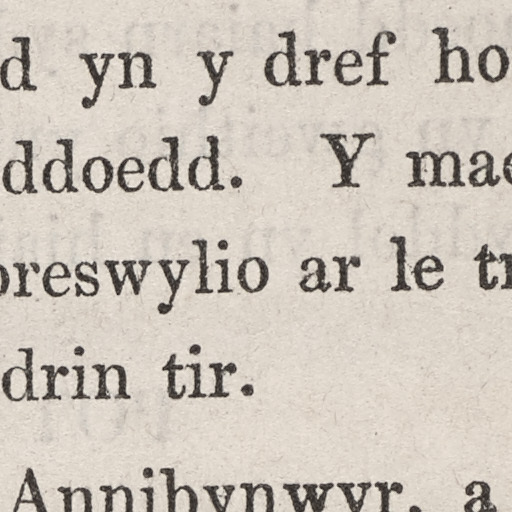 d yn y dref ho
ddoedd. Y mae
preswylio ar le tr
drin tir.
Annibynwyr, a